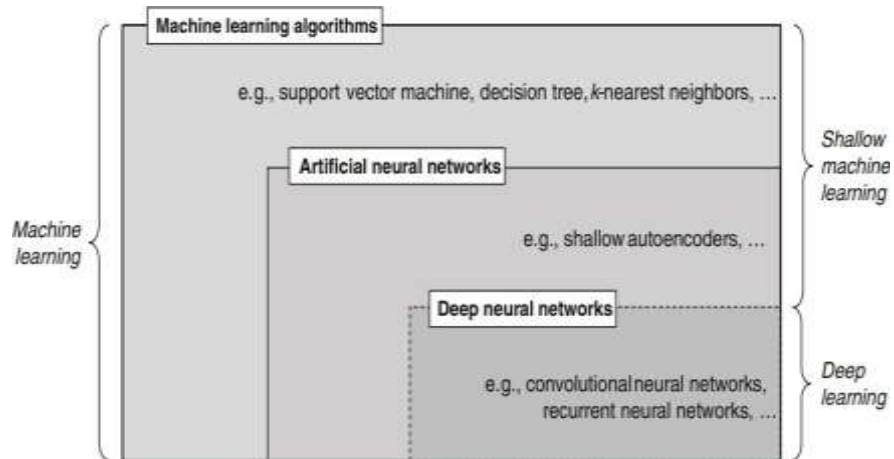 Machine learning algorithms
e.g., support vector machine, decision tree, k-nearest neighbors, …
Shallow
machine
learning
Artificial neural networks
Machine
learning
e.g., shallow autoencoders, …
Deep neural networks
Deep
learning
e.g., convolutional neural networks,
recurrent neural networks, …